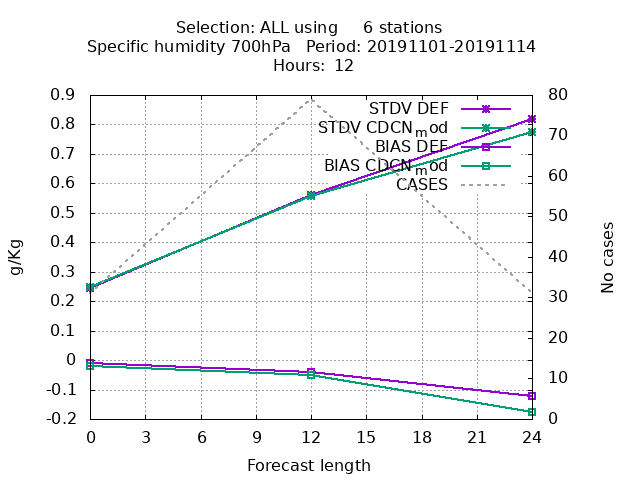 Selection: ALL using 6 stations
Specific humidity 700hPa Period: 20191101-20191114
Hours: 12
STDV DEF
STDV CDCNmod
BIAS DEF
BIAS CDCNmod
CASES
g/Kg
0.9
0.8
0.7
0.6
0.5
0.4
0.3
0.2
0.1
0
-0.1
-0.2
No cases
80
70
60
50
40
30
20
10
0
0 3 6 9 12 15 18 21 24
Forecast length